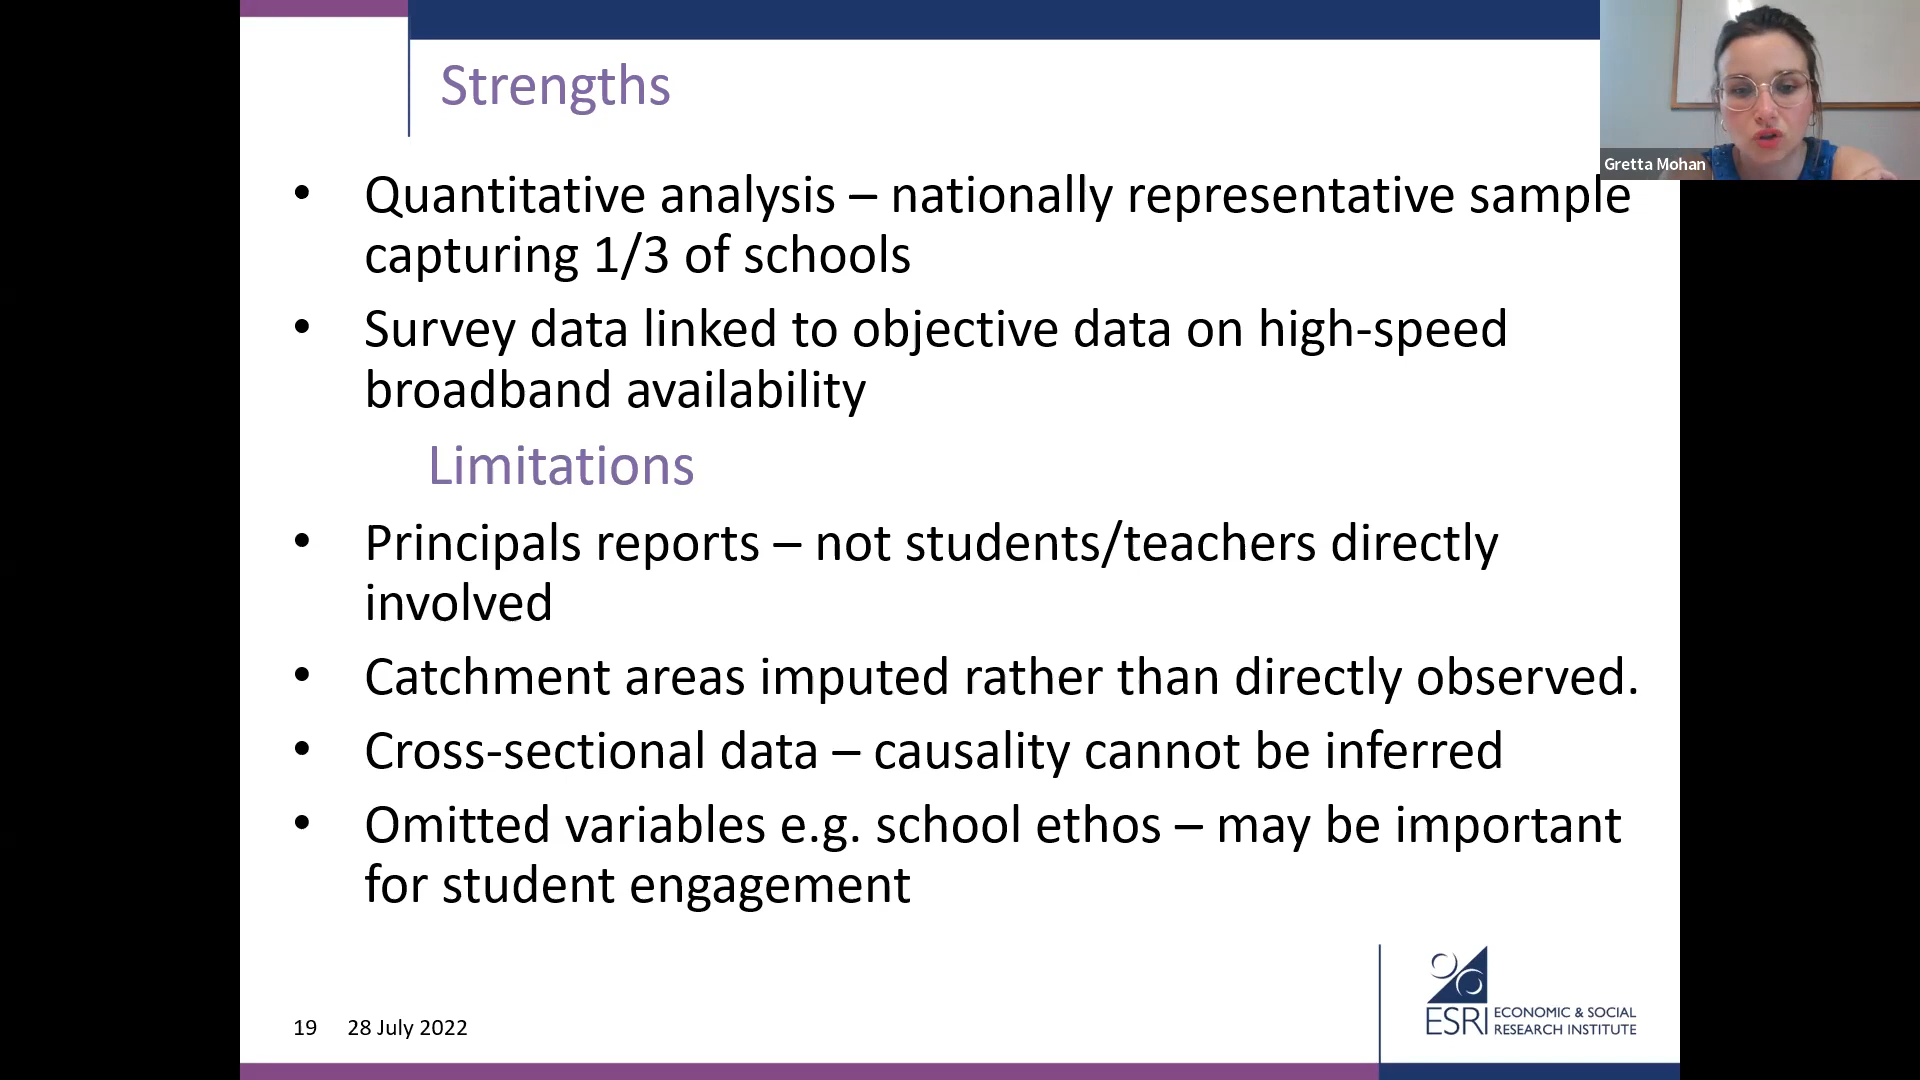 Strengths
Gretta Mohan
• Quantitative analysis – nationally representative sample
capturing 1/3 of schools
• Survey data linked to objective data on high-speed
broadband availability
Limitations
• Principals reports – not students/teachers directly
involved
• Catchment areas imputed rather than directly observed.
• Cross-sectional data – causality cannot be inferred
• Omitted variables e.g. school ethos – may be important
for student engagement
19 28 July 2022
ESRI ECONOMIC & SOCIAL
RESEARCH INSTITUTE